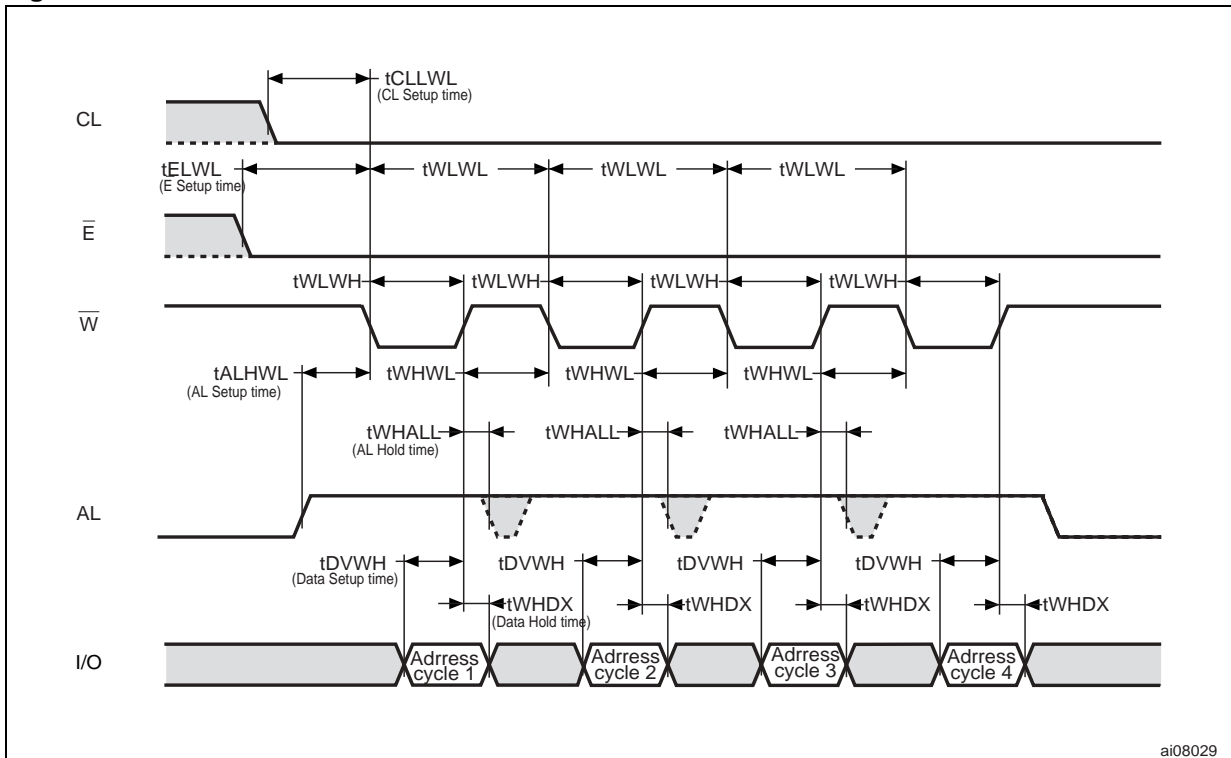 tCLLWL
(CL Setup time)
CL
tELWL
(E Setup time)
tWLWL
tWLWL
tWLWL
E
tWLWH
tWLWH
tWLWH
tWLWH
W
tALHWL
(AL Setup time)
tWHWL
tWHWL
tWHWL
tWHALL
(AL Hold time)
tWHALL
tWHALL
AL
tDVWH
(Data Setup time)
tDVWH
tDVWH
tDVWH
tWHDX
(Data Hold time)
tWHDX
tWHDX
tWHDX
I/O
Adrress
cycle 1
Adrress
cycle 2
Adrress
cycle 3
Adrress
cycle 4
ai08029